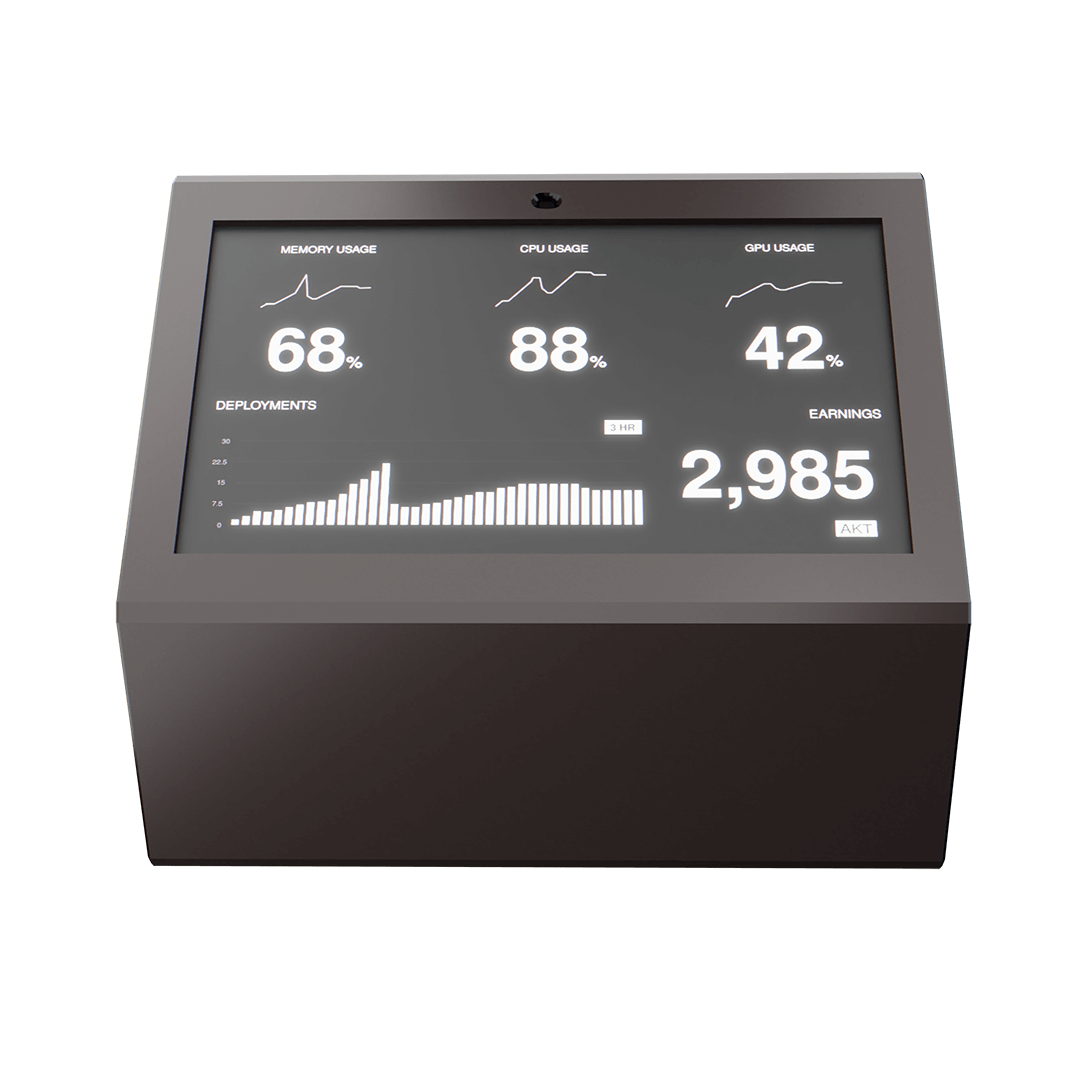 MEMORY USAGE
CPU USAGE
GPU USAGE
68%
88%
42%
DEPLOYMENTS
EARNINGS
3 HR
30
22.5
15
7.5
0
2,985
AKT